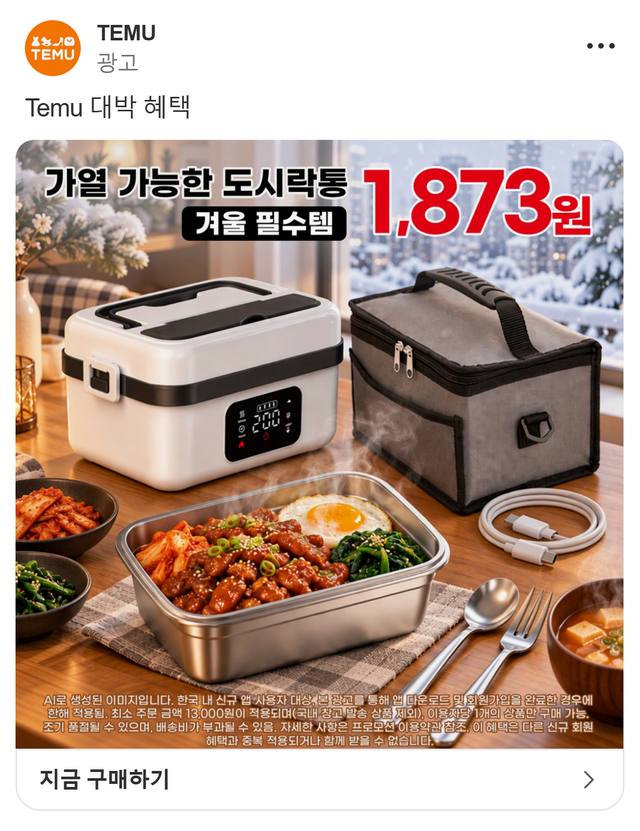 TEMU
TEMU
광고
Temu 대박 혜택
가열 가능한 도시락통
겨울 필수템
1,873원
200
AI로 생성된 이미지입니다. 한국 내 신규 앱 사용자 대상, 본 광고를 통해 앱 다운로드 및 회원가입을 완료한 경우에
한해 적용됨. 최소 주문 금액 13,000원이 적용되며(국내 창고 발송 상품 제외), 이용자당 1개의 상품만 구매 가능.
조기 품절될 수 있으며, 배송비가 부과될 수 있음. 자세한 사항은 프로모션 이용약관 참조. 이 혜택은 다른 신규 회원
혜택과 중복 적용되거나 함께 받을 수 없습니다.
지금 구매하기